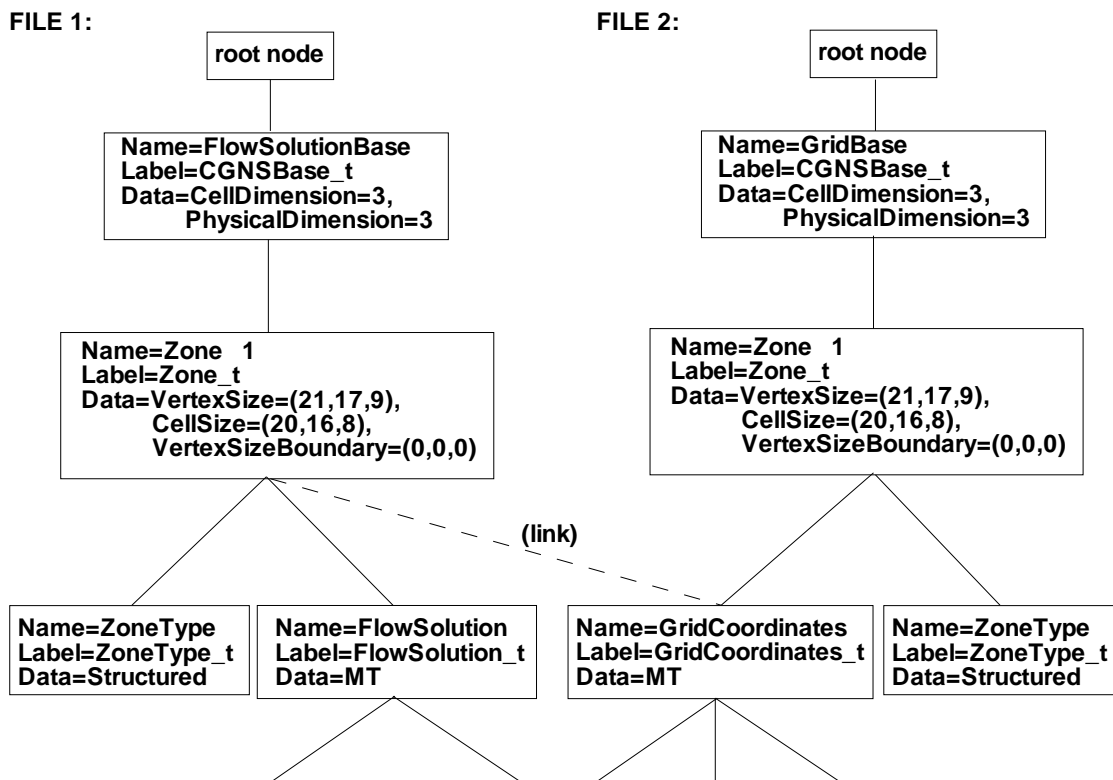 FILE 1:
root node
Name=FlowSolutionBase
Label=CGNSBase_t
Data=CellDimension=3,
PhysicalDimension=3
Name=Zone 1
Label=Zone_t
Data=VertexSize=(21,17,9),
CellSize=(20,16,8),
VertexSizeBoundary=(0,0,0)
Name=ZoneType
Label=ZoneType_t
Data=Structured
Name=FlowSolution
Label=FlowSolution_t
Data=MT
(link)
FILE 2:
root node
Name=GridBase
Label=CGNSBase_t
Data=CellDimension=3,
PhysicalDimension=3
Name=Zone 1
Label=Zone_t
Data=VertexSize=(21,17,9),
CellSize=(20,16,8),
VertexSizeBoundary=(0,0,0)
Name=GridCoordinates
Label=GridCoordinates_t
Data=MT
Name=ZoneType
Label=ZoneType_t
Data=Structured